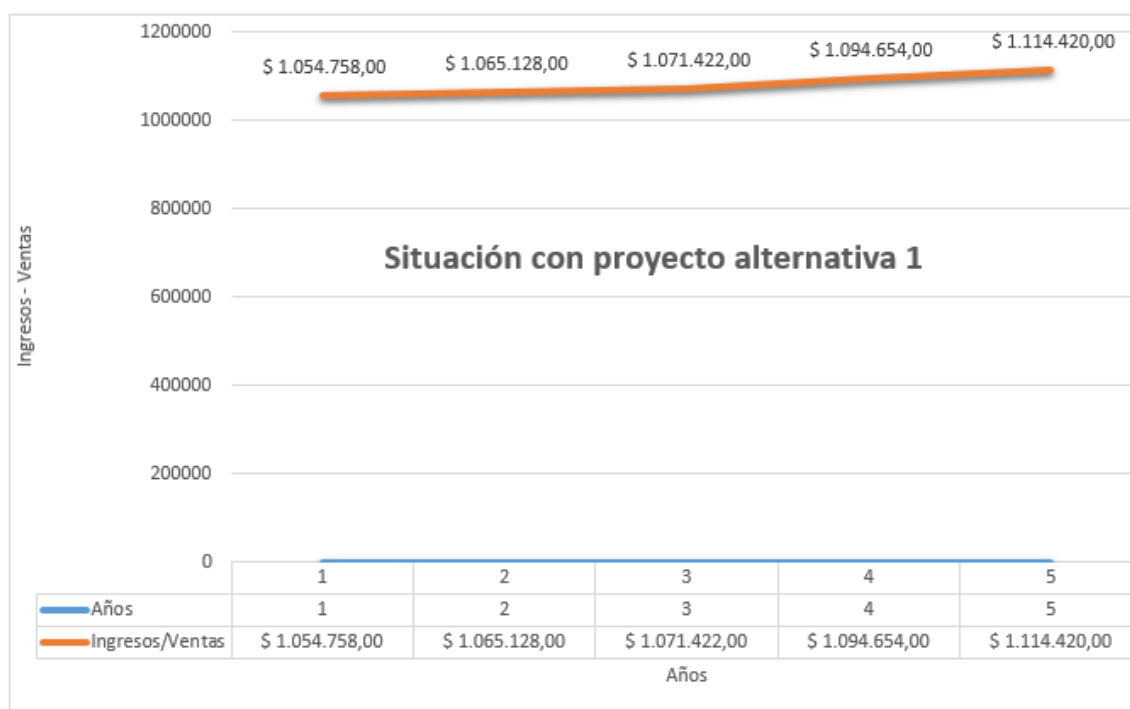 1200000
$ 1.054.758,00 $ 1.065.128,00 $ 1.071.422,00 $ 1.094.654,00 $ 1.114.420,00
1000000
800000
Situación con proyecto alternativa 1
600000
400000
200000
0
Ingresos - Ventas
1 2 3 4 5
Años 1 2 3 4 5
Ingresos/Ventas $ 1.054.758,00 $ 1.065.128,00 $ 1.071.422,00 $ 1.094.654,00 $ 1.114.420,00
Años